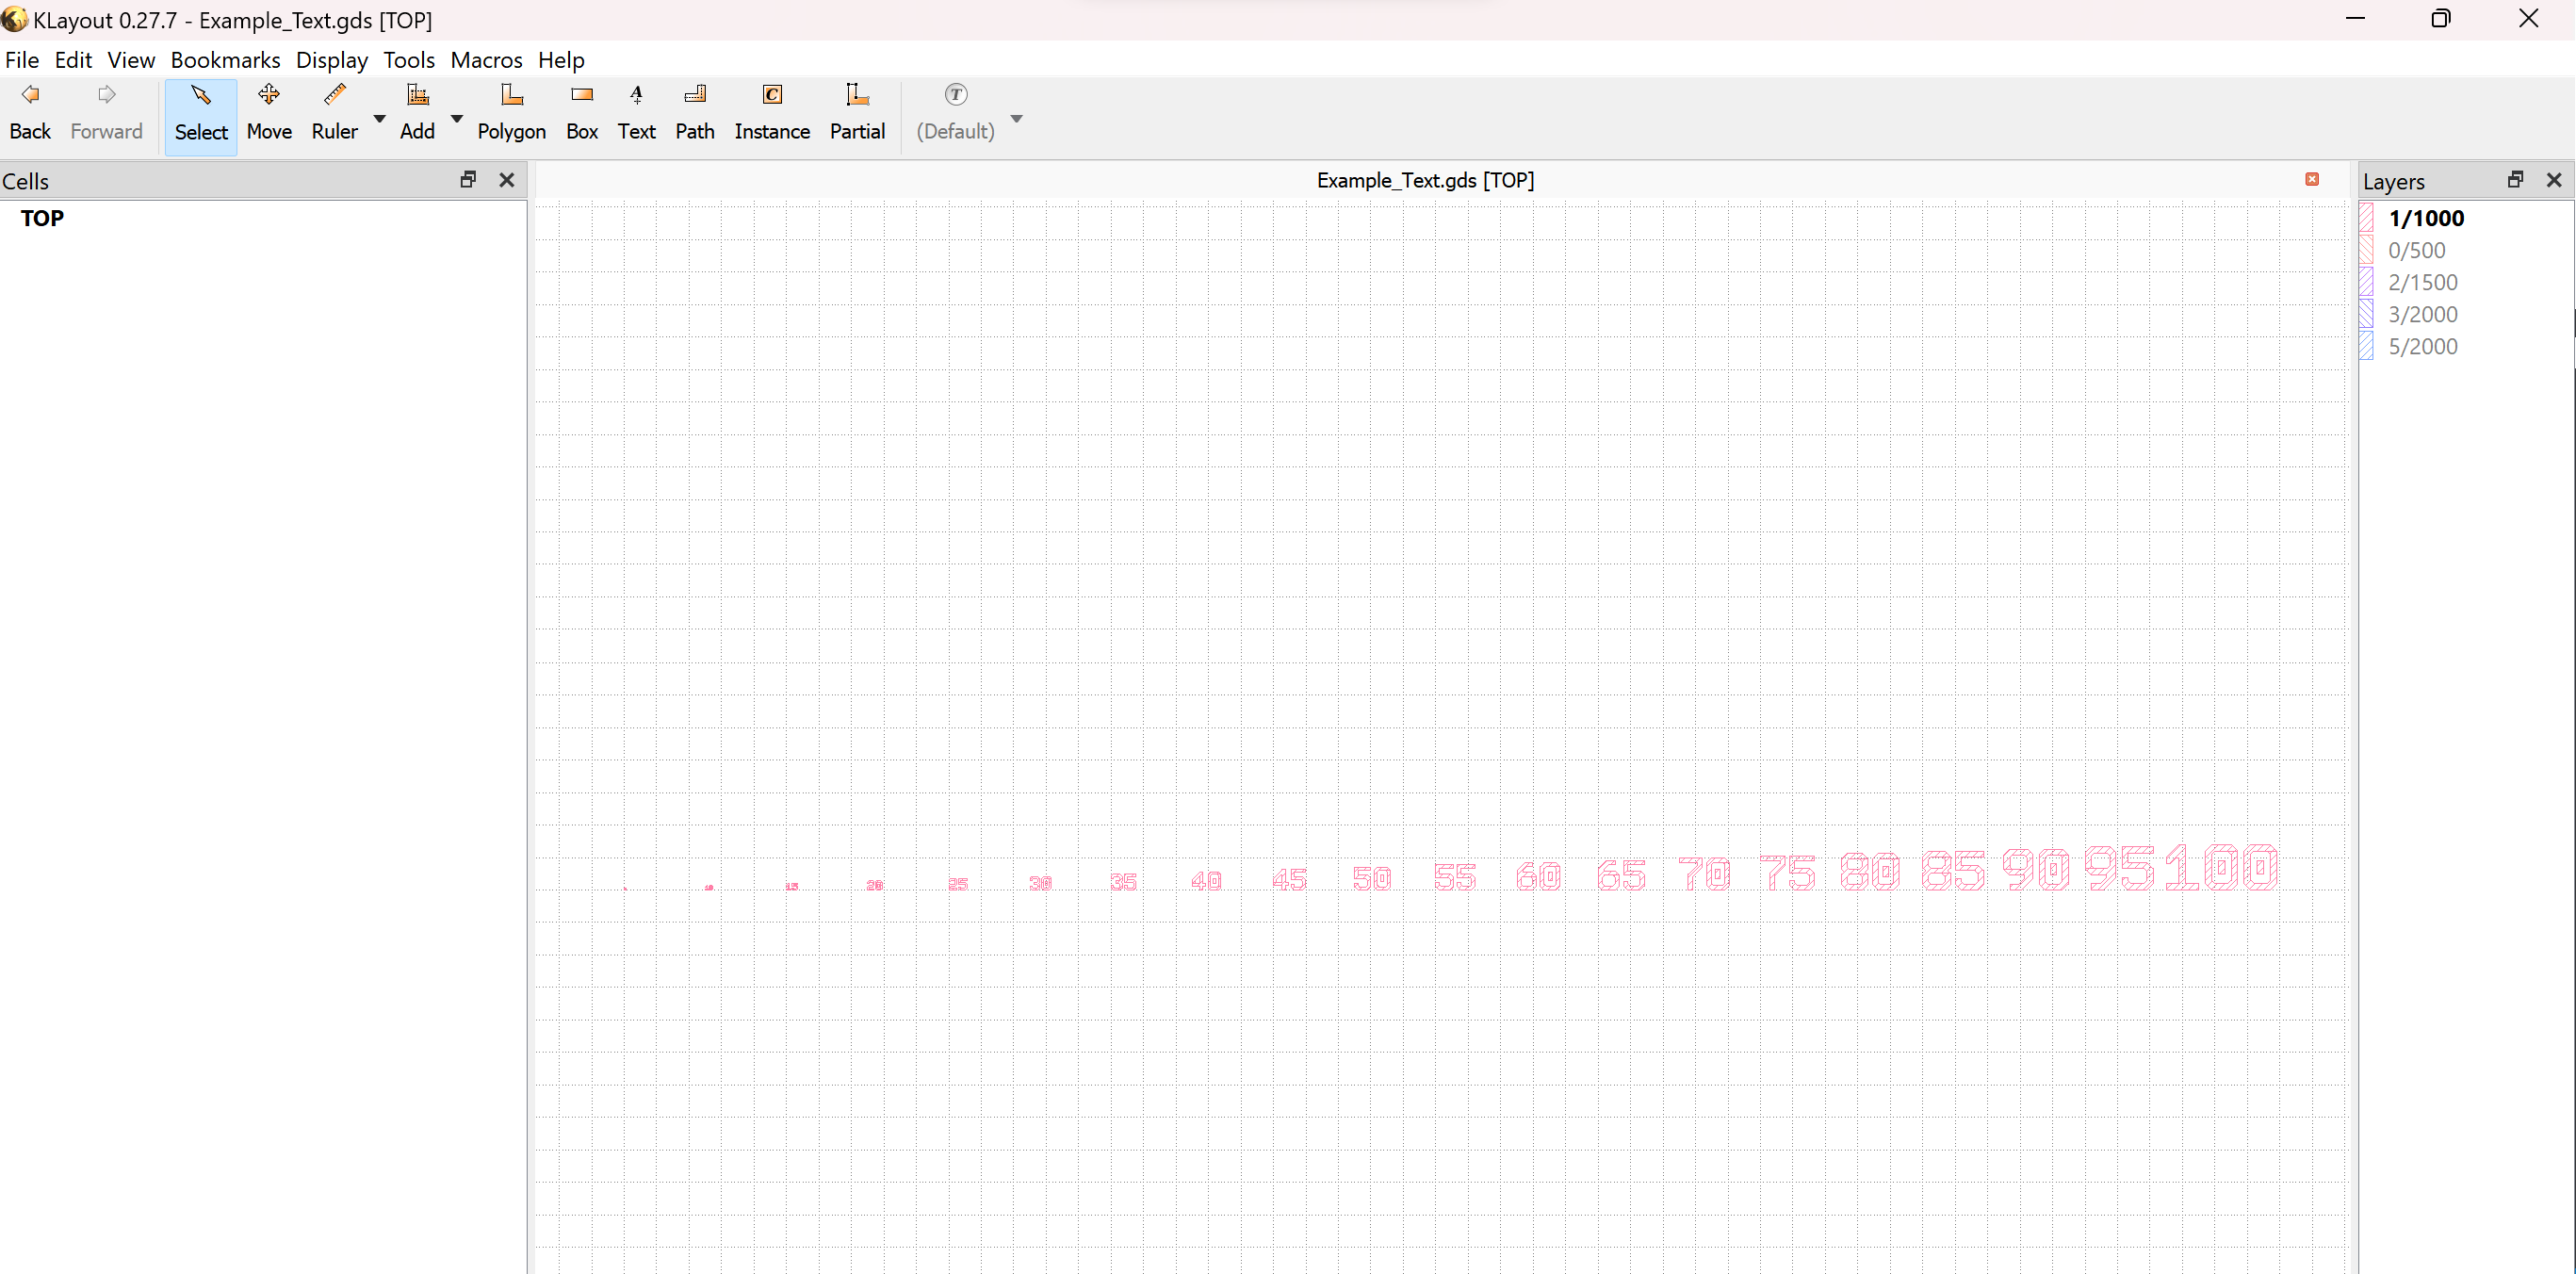 KLayout 0.27.7 - Example_Text.gds [TOP]
File Edit View Bookmarks Display Tools Macros Help
Back Forward Select Move Ruler Add Polygon Box Text Path Instance Partial (Default)
Cells
TOP
Example_Text.gds [TOP]
10 15 20 25 30 35 40 45 50 55 60 65 70 75 80 85 90 95 100
Layers
1/1000
0/500
2/1500
3/2000
5/2000